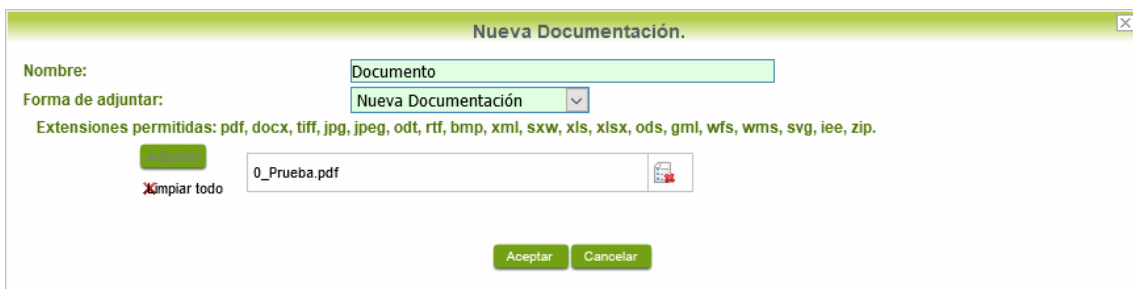 Nueva Documentación.
Nombre: Documento
Forma de adjuntar: Nueva Documentación
Extensiones permitidas: pdf, docx, tiff, jpg, jpeg, odt, rtf, bmp, xml, sxw, xls, xlsx, ods, gml, wfs, wms, svg, iee, zip.
Adjuntar
0_Prueba.pdf
Limpiar todo
Aceptar Cancelar